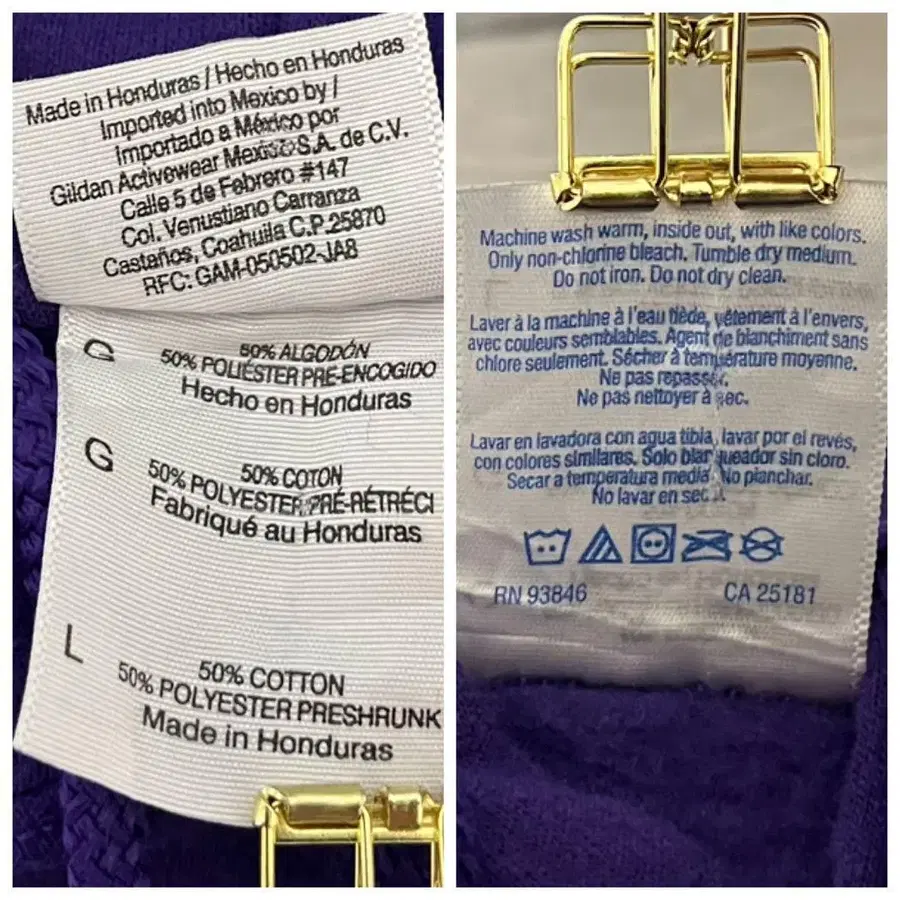 Made in Honduras / Hecho en Honduras
Imported into Mexico by /
Importado a México por
Gildan Activewear Mexico S.A. de C.V.
Calle 5 de Febrero #147
Col. Venustiano Carranza
Castaños, Coahuila C.P. 25870
RFC: GAM-050502-JA8
G
50% ALGODÓN
50% POLIÉSTER PRE-ENCOGIDO
Hecho en Honduras
G
50% COTON
50% POLYESTER PRÉ-RÉTRÉCI
Fabriqué au Honduras
L
50% COTTON
50% POLYESTER PRESHRUNK
Made in Honduras
Machine wash warm, inside out, with like colors.
Only non-chlorine bleach. Tumble dry medium.
Do not iron. Do not dry clean.
Laver à la machine à l'eau tiède, vêtement à l'envers,
avec couleurs semblables. Agent de blanchiment sans
chlore seulement. Sécher à température moyenne.
Ne pas repasser.
Ne pas nettoyer à sec.
Lavar en lavadora con agua tibia, lavar por el revés,
con colores similares. Solo blanqueador sin cloro.
Secar a temperatura media. No planchar.
No lavar en seco.
RN 93846
CA 25181